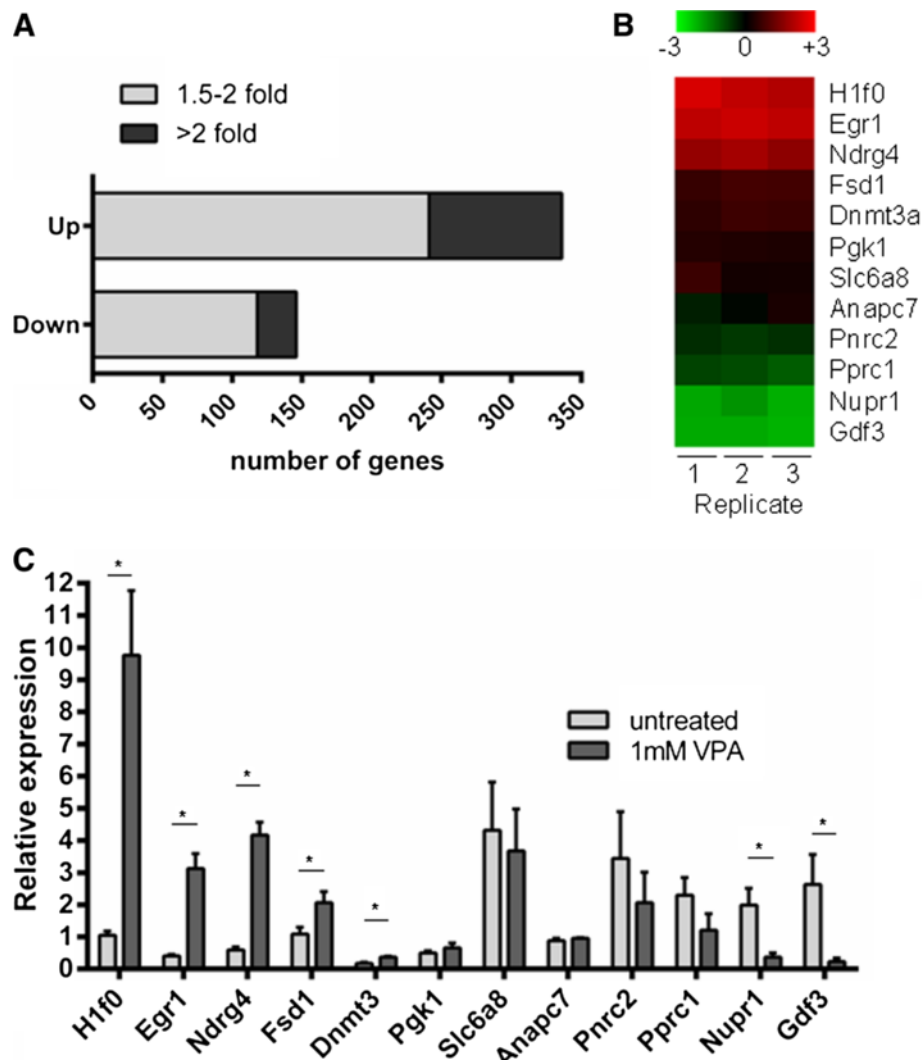 A
1.5-2 fold
>2 fold
Up
Down
0 50 100 150 200 250 300 350
number of genes
B
-3 0 +3
H1f0
Egr1
Ndrg4
Fsd1
Dnmt3a
Pgk1
Slc6a8
Anapc7
Pnrc2
Pprc1
Nupr1
Gdf3
1 2 3
Replicate
C
Relative expression
12
11
10
9
8
7
6
5
4
3
2
1
0
* * * * * * *
untreated
1mM VPA
H1f0 Egr1 Ndrg4 Fsd1 Dnmt3 Pgk1 Slc6a8 Anapc7 Pnrc2 Pprc1 Nupr1 Gdf3